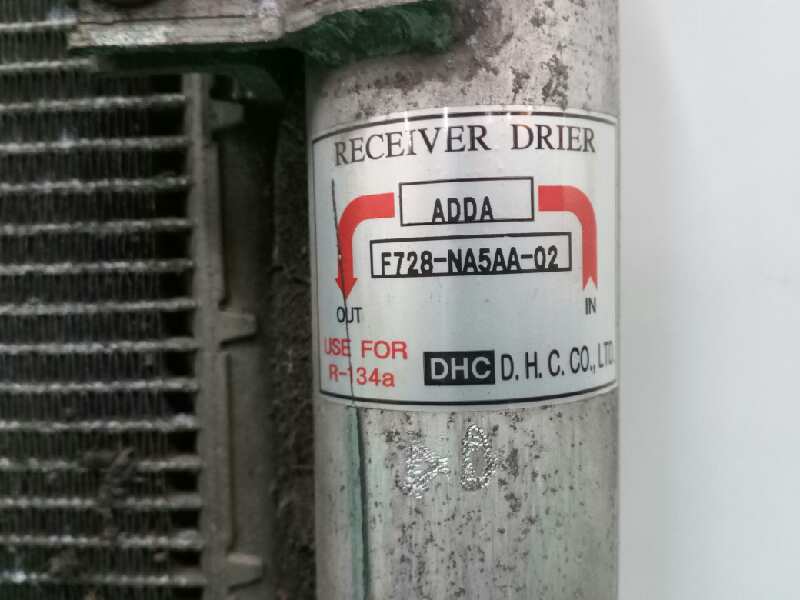 RECEIVER DRIER
ADDA
F728-NA5AA-02
OUT
IN
USE FOR
R-134a
DHC D.H.C.CO.,LTD